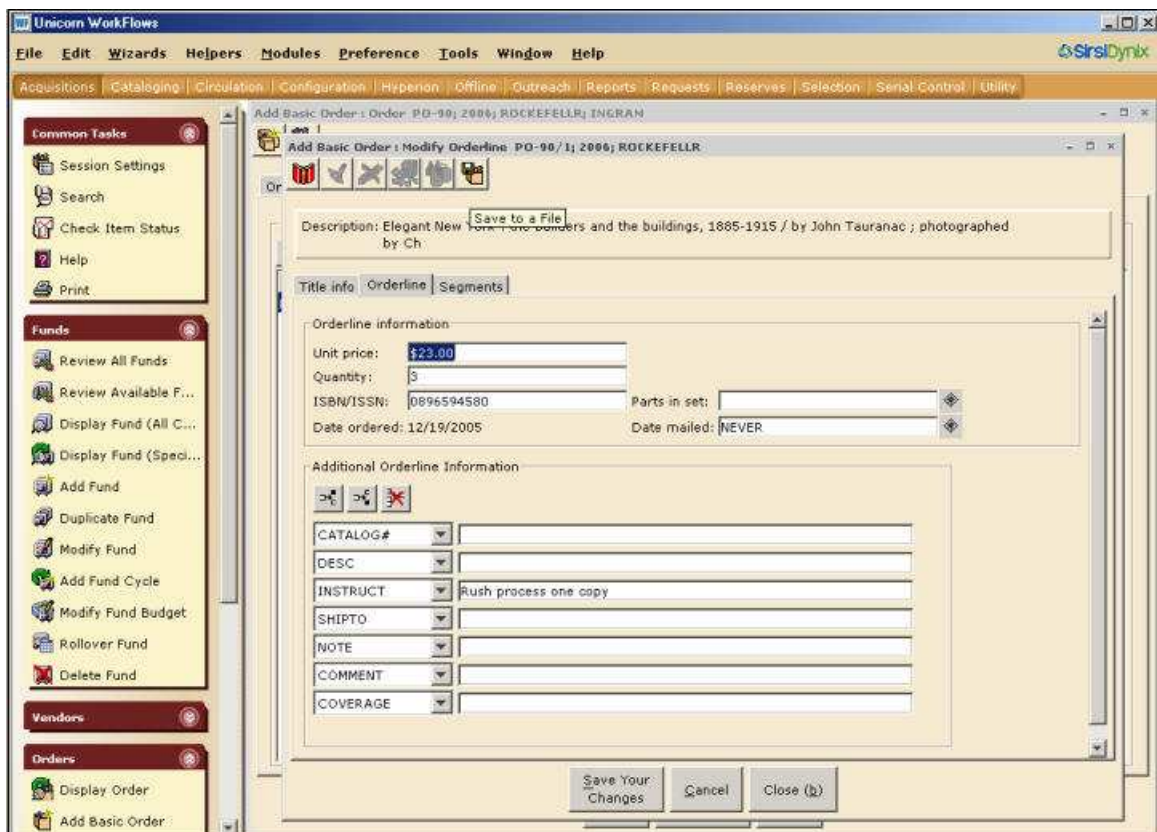 Unicorn WorkFlows
File Edit Wizards Helpers Modules Preference Tools Window Help
SirsiDynix
Acquisitions Cataloging Circulation Configuration Hyperion Offline Outreach Reports Requests Reserves Selection Serial Control Utility
Common Tasks
Session Settings
Search
Check Item Status
Help
Print
Funds
Review All Funds
Review Available F...
Display Fund (All C...
Display Fund (Speci...
Add Fund
Duplicate Fund
Modify Fund
Add Fund Cycle
Modify Fund Budget
Rollover Fund
Delete Fund
Vendors
Orders
Display Order
Add Basic Order
Add Basic Order : Order PO-90; 2006; ROCKEFELLR; INGRAM
Or
Add Basic Order : Modify Orderline PO-90/1; 2006; ROCKEFELLR
Save to a File
Description: Elegant New York : the builders and the buildings, 1885-1915 / by John Tauranac ; photographed
by Ch
Title info Orderline Segments
Orderline information
Unit price: $23.00
Quantity: 3
ISBN/ISSN: 0896594580 Parts in set:
Date ordered: 12/19/2005 Date mailed: NEVER
Additional Orderline Information
CATALOG#
DESC
INSTRUCT Rush process one copy
SHIPTO
NOTE
COMMENT
COVERAGE
Save Your
Changes
Cancel
Close (b)